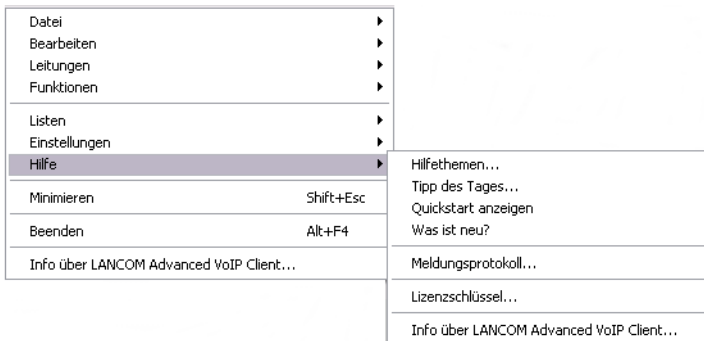 Datei
Bearbeiten
Leitungen
Funktionen
Listen
Einstellungen
Hilfe
Minimieren Shift+Esc
Beenden Alt+F4
Info über LANCOM Advanced VoIP Client...
Hilfethemen...
Tipp des Tages...
Quickstart anzeigen
Was ist neu?
Meldungsprotokoll...
Lizenzschlüssel...
Info über LANCOM Advanced VoIP Client...